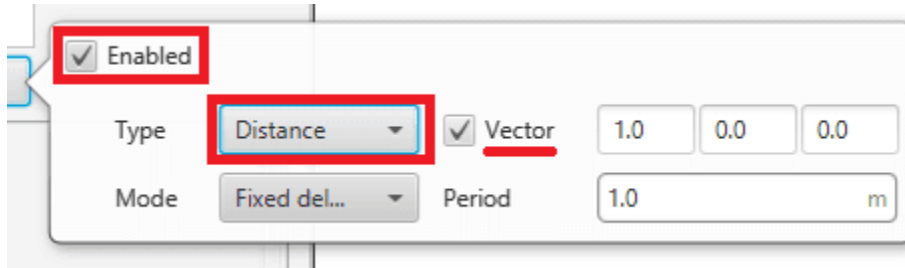 Enabled
Type Distance Vector 1.0 0.0 0.0
Mode Fixed del... Period 1.0 m